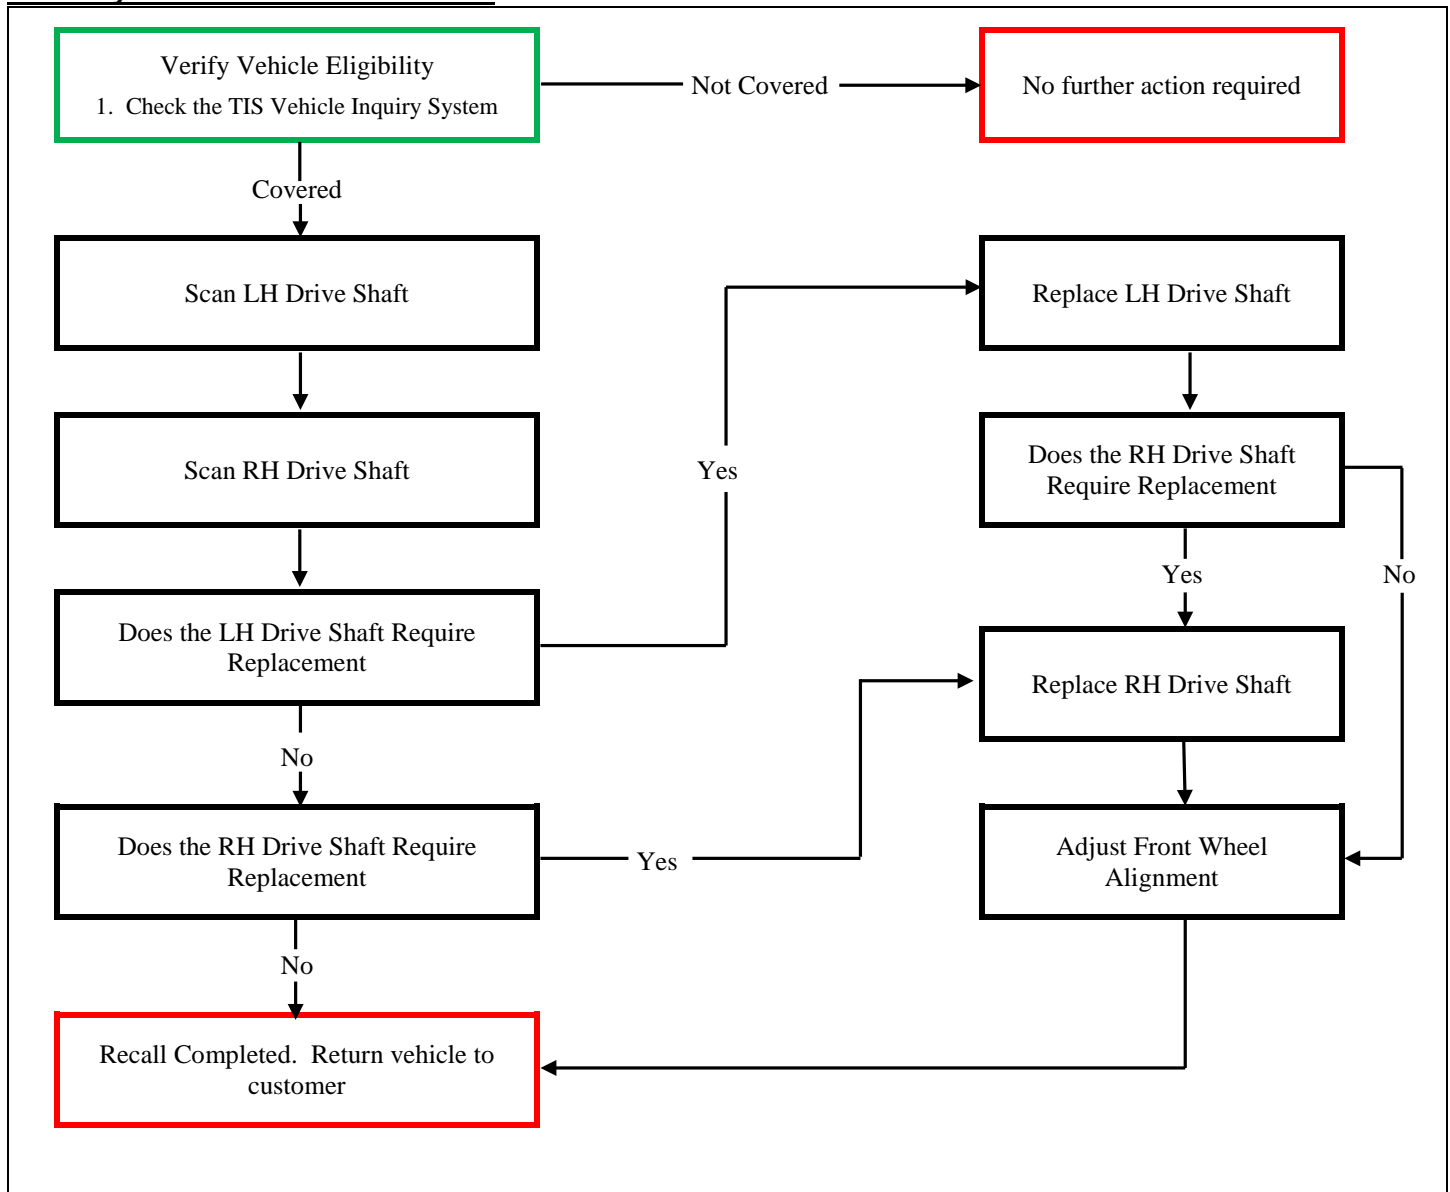 Verify Vehicle Eligibility
1. Check the TIS Vehicle Inquiry System
Not Covered
No further action required
Covered
Scan LH Drive Shaft
Replace LH Drive Shaft
Scan RH Drive Shaft
Yes
Does the RH Drive Shaft
Require Replacement
Yes
No
Does the LH Drive Shaft Require
Replacement
Replace RH Drive Shaft
No
Does the RH Drive Shaft Require
Replacement
Yes
Adjust Front Wheel
Alignment
No
Recall Completed.  Return vehicle to
customer